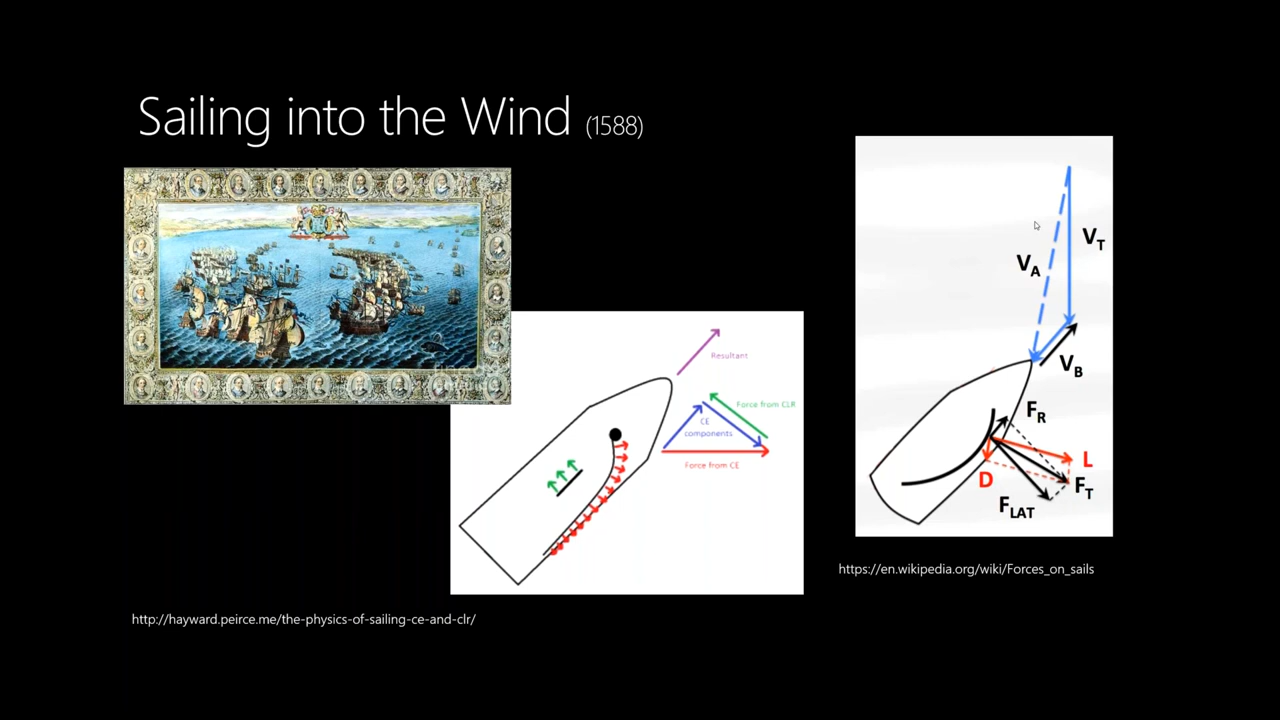 Sailing into the Wind (1588)
Resultant
Force from CLR
CE
components
Force from CE
V_T
V_A
V_B
F_R
L
D
F_T
F_LAT
https://en.wikipedia.org/wiki/Forces_on_sails
http://hayward.peirce.me/the-physics-of-sailing-ce-and-clr/